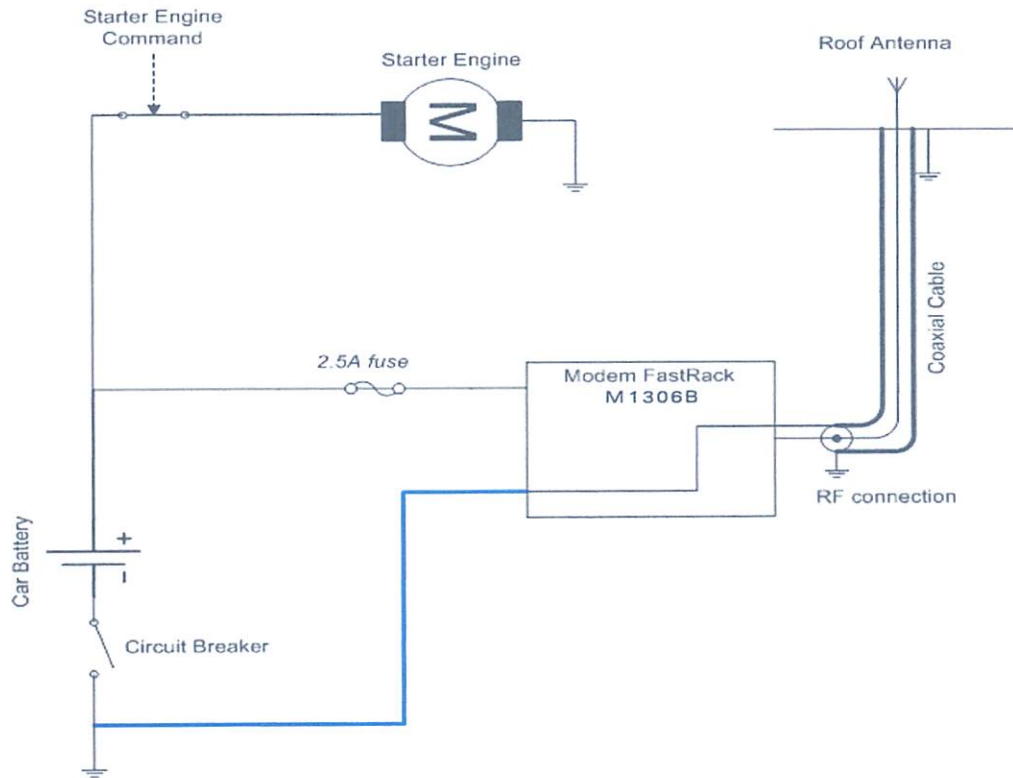 Starter Engine
Command
Starter Engine
M
Roof Antenna
Coaxial Cable
2.5A fuse
Modem FastRack
M1306B
RF connection
Car Battery
+
-
Circuit Breaker